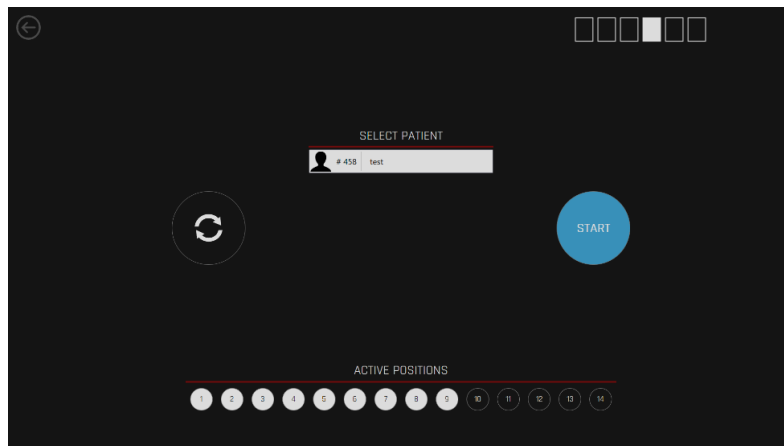 SELECT PATIENT
# 458 test
START
ACTIVE POSITIONS
1 2 3 4 5 6 7 8 9 10 11 12 13 14